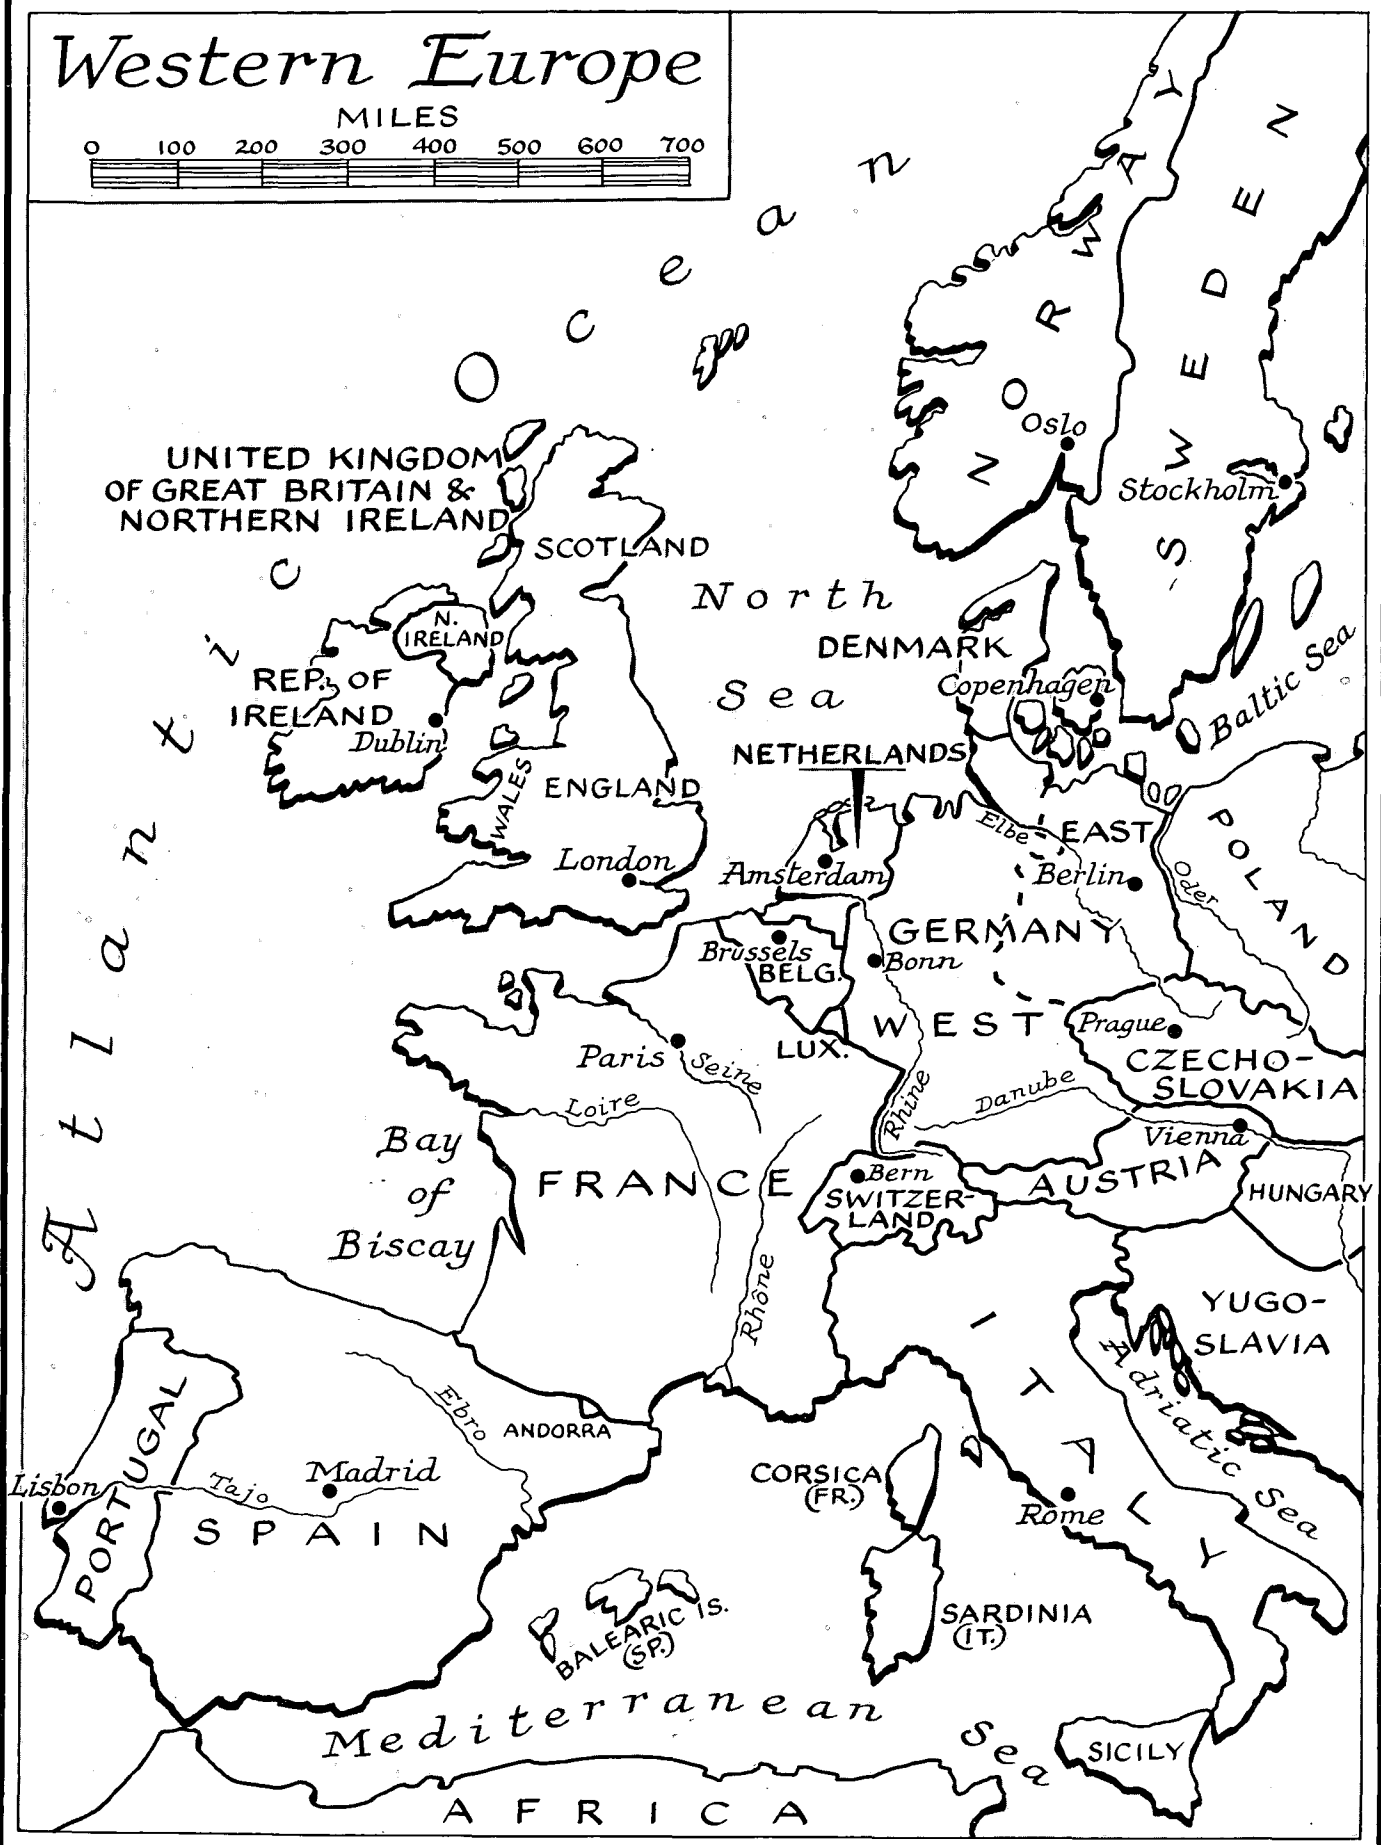 Western Europe
MILES
0 100 200 300 400 500 600 700
Atlantic Ocean
NORWAY
SWEDEN
Oslo
Stockholm
UNITED KINGDOM
OF GREAT BRITAIN &
NORTHERN IRELAND
SCOTLAND
North
Sea
N.
IRELAND
REP. OF
IRELAND
Dublin
DENMARK
Copenhagen
Baltic Sea
NETHERLANDS
WALES
ENGLAND
London
Amsterdam
Elbe
EAST
Berlin
Oder
POLAND
GERMANY
Brussels
BELG.
Bonn
WEST
Prague
LUX.
Paris
Seine
CZECHO-
SLOVAKIA
Loire
Rhine
Danube
Vienna
Bay
of
Biscay
FRANCE
Bern
SWITZER-
LAND
AUSTRIA
HUNGARY
Rhône
ITALY
YUGO-
SLAVIA
Adriatic Sea
PORTUGAL
Ebro
ANDORRA
Lisbon
Tajo
Madrid
SPAIN
CORSICA
(FR.)
Rome
BALEARIC IS.
(SP.)
SARDINIA
(IT.)
Mediterranean Sea
SICILY
AFRICA